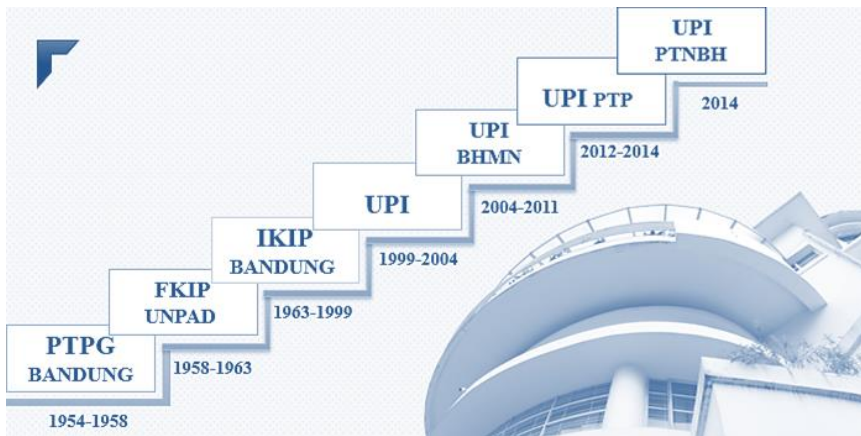 PTPG
BANDUNG
1954-1958
FKIP
UNPAD
1958-1963
IKIP
BANDUNG
1963-1999
UPI
1999-2004
UPI
BHMN
2004-2011
UPI PTP
2012-2014
UPI
PTNBH
2014